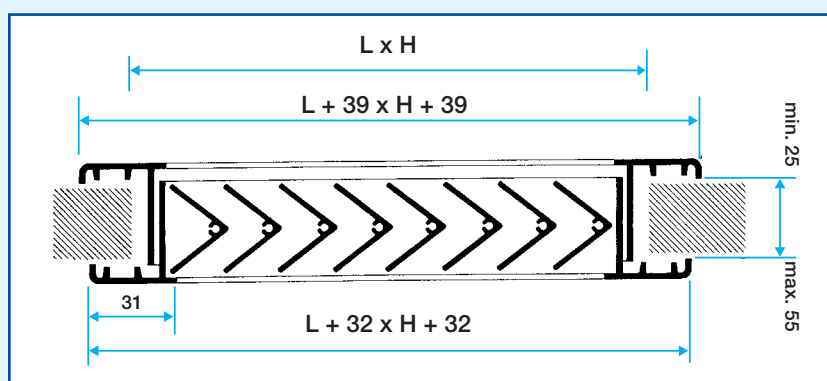 L x H
L + 39 x H + 39
min. 25
max. 55
31
L + 32 x H + 32